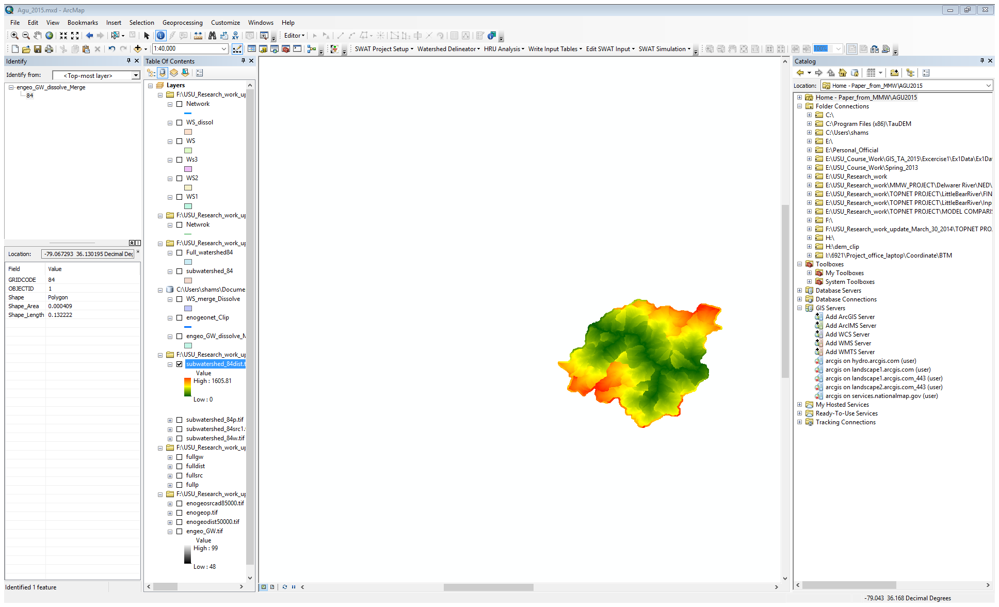 Agu_2015.mxd - ArcMap
File Edit View Bookmarks Insert Selection Geoprocessing Customize Windows Help
Editor
1:40,000
SWAT Project Setup Watershed Delineator HRU Analysis Write Input Tables Edit SWAT Input SWAT Simulation
100%
Identify
Identify from: <Top-most layer>
engeo_GW_dissolve_Merge
84
Location: -79.067293 36.130195 Decimal Deg
Field Value
GRIDCODE 84
OBJECTID 1
Shape Polygon
Shape_Area 0.000409
Shape_Length 0.132222
Identified 1 feature
Table Of Contents
Layers
F:\USU_Research_work_up
Network
WS_dissol
WS
Ws3
WS2
WS1
F:\USU_Research_work_up
Netwrok
F:\USU_Research_work_up
Full_watershed84
subwatershed_84
C:\Users\shams\Docume
WS_merge_Dissolve
enogeonet_Clip
engeo_GW_dissolve_M
F:\USU_Research_work_up
subwatershed_84dist.t
Value
High : 1605.81
Low : 0
subwatershed_84p.tif
subwatershed_84src1.
subwatershed_84w.tif
F:\USU_Research_work_up
fullgw
fulldist
fullsrc
fullp
F:\USU_Research_work_up
enogeosrcad85000.tif
enogeop.tif
enogeodist50000.tif
engeo_GW.tif
Value
High : 99
Low : 48
Catalog
Location: Home - Paper_from_MMW\AGU2015
Home - Paper_from_MMW\AGU2015
Folder Connections
C:\
C:\Program Files (x86)\TauDEM
C:\Users\shams
E:\
E:\Personal_Official
E:\USU_Course_Work\GIS_TA_2015\Excercise1\Ex1Data\Ex1Da
E:\USU_Course_Work\Spring_2013
E:\USU_Research_work
E:\USU_Research_work\MMW_PROJECT\Delwarer River\NED\
E:\USU_Research_work\TOPNET PROJECT\LittleBearRiver\FIN
E:\USU_Research_work\TOPNET PROJECT\LittleBearRiver\Inp
E:\USU_Research_work\TOPNET PROJECT\MODEL COMPARI
F:\
F:\USU_Research_work_update_March_30_2014\TOPNET PRO
H:\
H:\dem_clip
I:\6921\Project_office_laptop\Coordinate\BTM
Toolboxes
My Toolboxes
System Toolboxes
Database Servers
Database Connections
GIS Servers
Add ArcGIS Server
Add ArcIMS Server
Add WCS Server
Add WMS Server
Add WMTS Server
arcgis on hydro.arcgis.com (user)
arcgis on landscape1.arcgis.com (user)
arcgis on landscape1.arcgis.com_443 (user)
arcgis on landscape2.arcgis.com_443 (user)
arcgis on services.nationalmap.gov (user)
My Hosted Services
Ready-To-Use Services
Tracking Connections
-79.043 36.168 Decimal Degrees